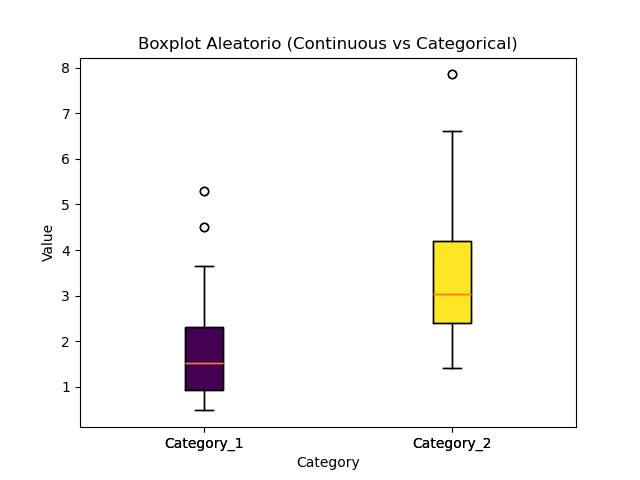 Boxplot Aleatorio (Continuous vs Categorical)
8
7
6
5
4
3
2
1
Value
Category_1
Category_2
Category